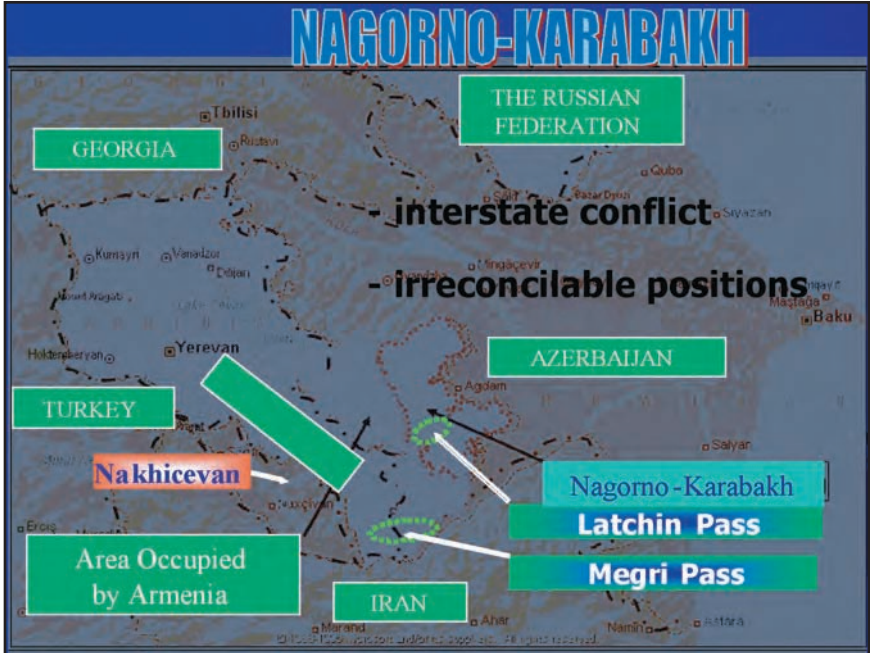 NAGORNO-KARABAKH
THE RUSSIAN
FEDERATION
Tbilisi
Rustavi
GEORGIA
Quba
- interstate conflict
Siyazan
Kumayri
Vanadzor
Mingäçevir
- irreconcilable positions
Maştağa
Baku
Yerevan
AZERBAIJAN
Agdam
TURKEY
Salyan
Nakhicevan
Nagorno-Karabakh
Latchin Pass
Area Occupied
by Armenia
Megri Pass
IRAN
Marand
Ahar
Namin
Astara